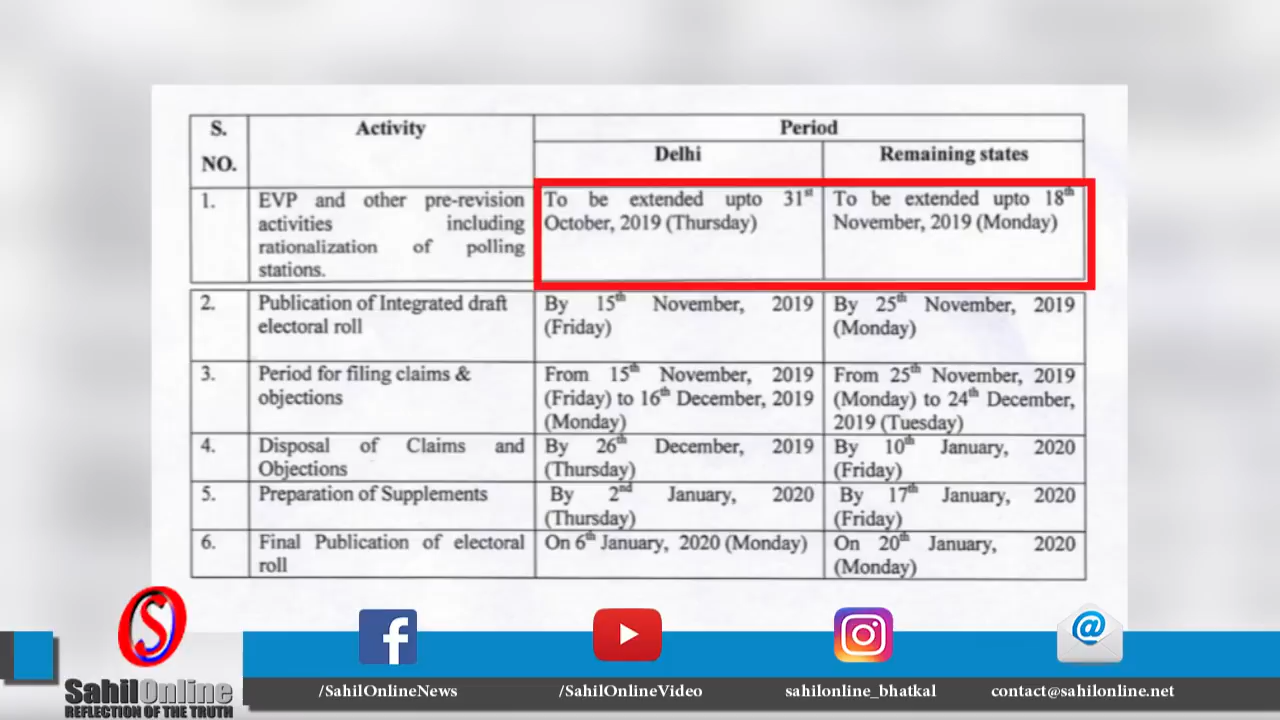 S.
NO.
Activity
Period
Delhi
Remaining states
1.
EVP and other pre-revision
activities including
rationalization of polling
stations.
To be extended upto 31st
October, 2019 (Thursday)
To be extended upto 18th
November, 2019 (Monday)
2.
Publication of Integrated draft
electoral roll
By 15th November, 2019
(Friday)
By 25th November, 2019
(Monday)
3.
Period for filing claims &
objections
From 15th November, 2019
(Friday) to 16th December, 2019
(Monday)
From 25th November, 2019
(Monday) to 24th December,
2019 (Tuesday)
4.
Disposal of Claims and
Objections
By 26th December, 2019
(Thursday)
By 10th January, 2020
(Friday)
5.
Preparation of Supplements
By 2nd January, 2020
(Thursday)
By 17th January, 2020
(Friday)
6.
Final Publication of electoral
roll
On 6th January, 2020 (Monday)
On 20th January, 2020
(Monday)
S
SahilOnline
REFLECTION OF THE TRUTH
f
@
/SahilOnlineNews
/SahilOnlineVideo
sahilonline_bhatkal
contact@sahilonline.net